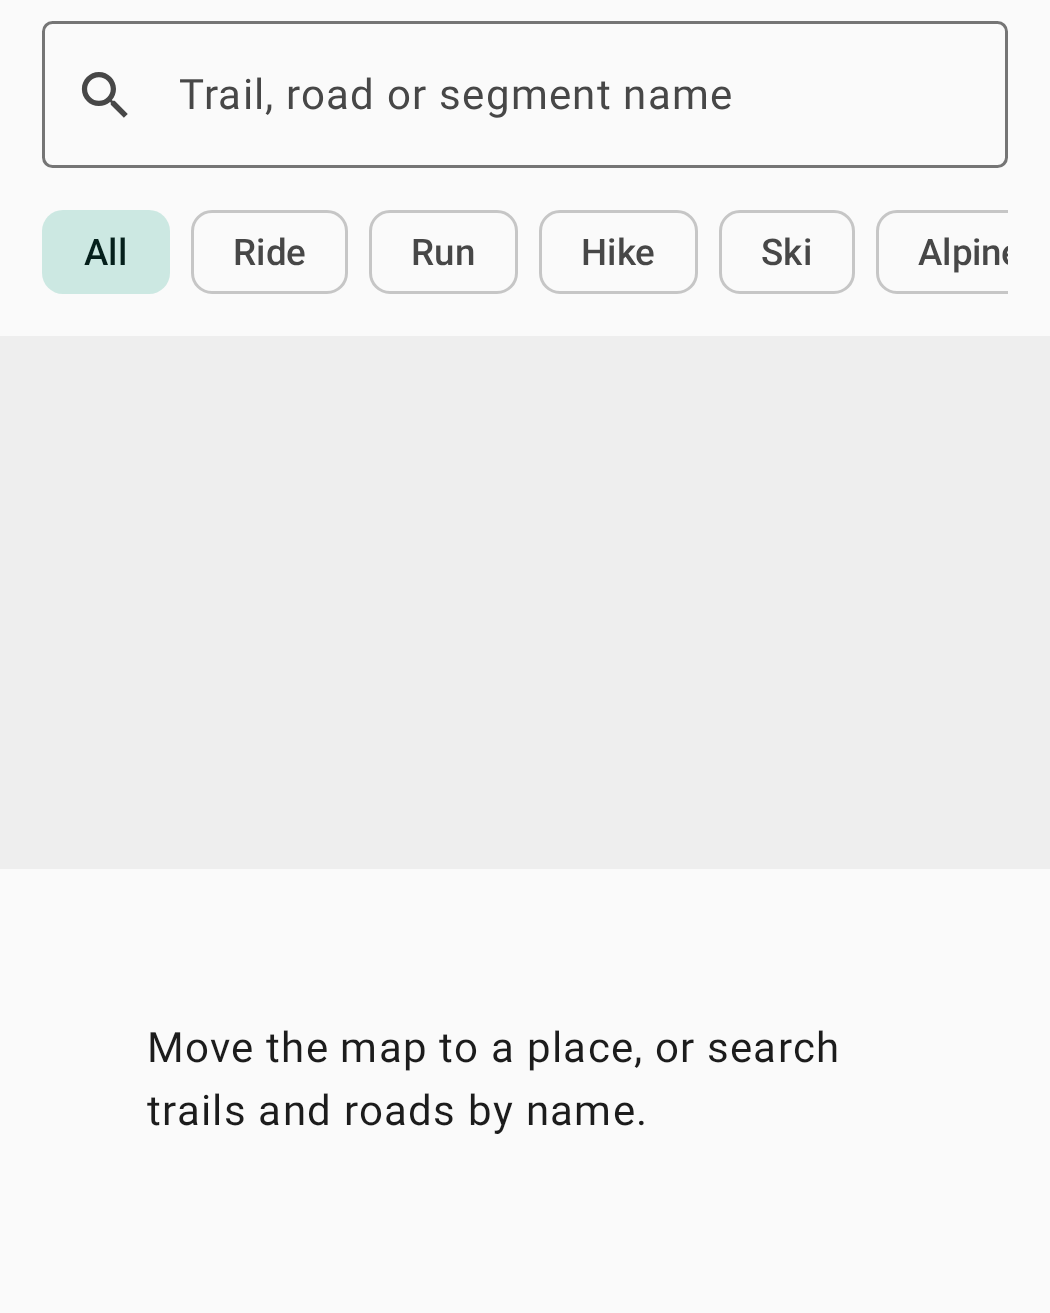 Trail, road or segment name
All Ride Run Hike Ski Alpine
Move the map to a place, or search
trails and roads by name.